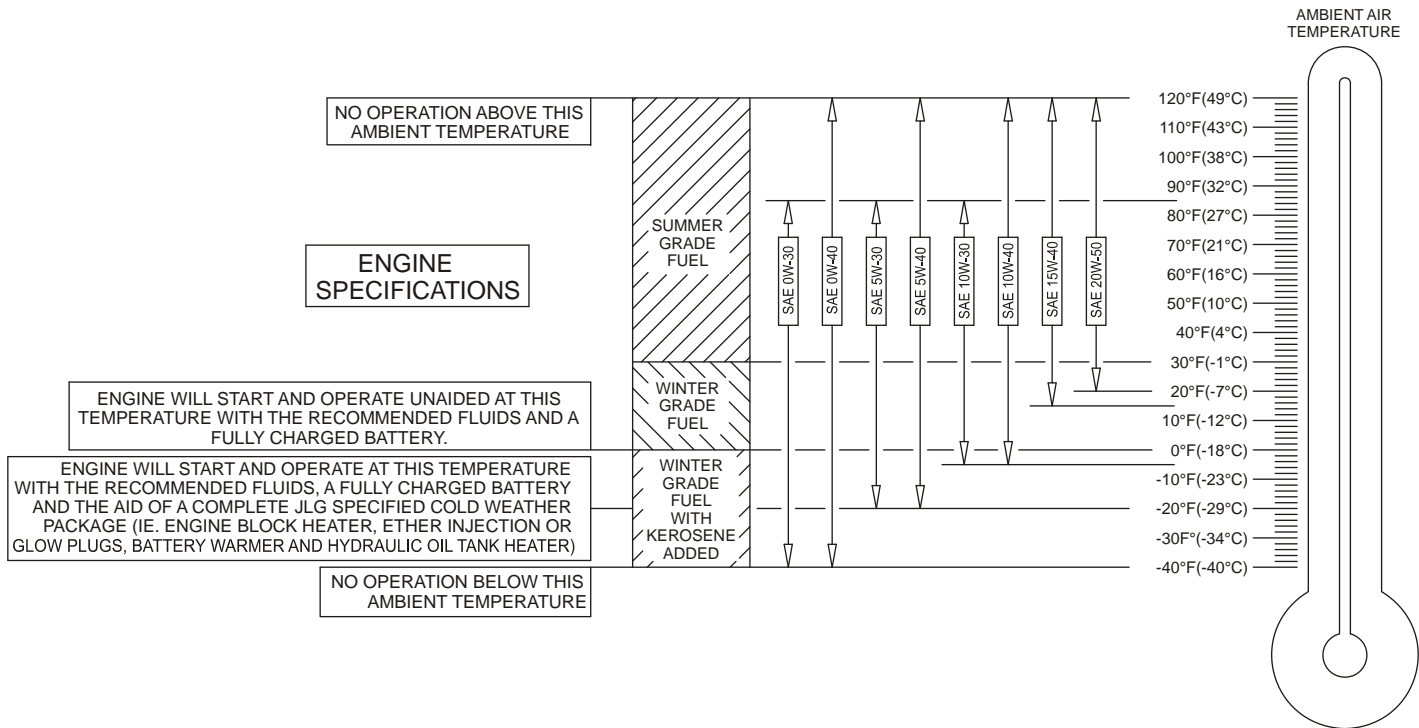 AMBIENT AIR
TEMPERATURE
NO OPERATION ABOVE THIS
AMBIENT TEMPERATURE
ENGINE
SPECIFICATIONS
ENGINE WILL START AND OPERATE UNAIDED AT THIS
TEMPERATURE WITH THE RECOMMENDED FLUIDS AND A
FULLY CHARGED BATTERY.
ENGINE WILL START AND OPERATE AT THIS TEMPERATURE
WITH THE RECOMMENDED FLUIDS, A FULLY CHARGED BATTERY
AND THE AID OF A COMPLETE JLG SPECIFIED COLD WEATHER
PACKAGE (IE. ENGINE BLOCK HEATER, ETHER INJECTION OR
GLOW PLUGS, BATTERY WARMER AND HYDRAULIC OIL TANK HEATER)
NO OPERATION BELOW THIS
AMBIENT TEMPERATURE
SUMMER
GRADE
FUEL
WINTER
GRADE
FUEL
WINTER
GRADE
FUEL
WITH
KEROSENE
ADDED
SAE 0W-30
SAE 0W-40
SAE 5W-30
SAE 5W-40
SAE 10W-30
SAE 10W-40
SAE 15W-40
SAE 20W-50
120°F(49°C)
110°F(43°C)
100°F(38°C)
90°F(32°C)
80°F(27°C)
70°F(21°C)
60°F(16°C)
50°F(10°C)
40°F(4°C)
30°F(-1°C)
20°F(-7°C)
10°F(-12°C)
0°F(-18°C)
-10°F(-23°C)
-20°F(-29°C)
-30F°(-34°C)
-40°F(-40°C)